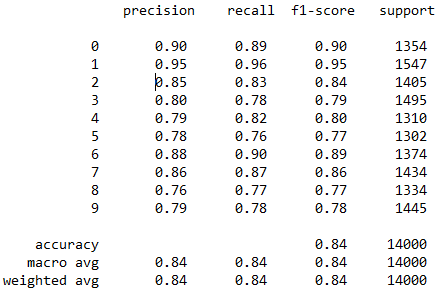 precision recall f1-score support
0 0.90 0.89 0.90 1354
1 0.95 0.96 0.95 1547
2 0.85 0.83 0.84 1405
3 0.80 0.78 0.79 1495
4 0.79 0.82 0.80 1310
5 0.78 0.76 0.77 1302
6 0.88 0.90 0.89 1374
7 0.86 0.87 0.86 1434
8 0.76 0.77 0.77 1334
9 0.79 0.78 0.78 1445
accuracy 0.84 14000
macro avg 0.84 0.84 0.84 14000
weighted avg 0.84 0.84 0.84 14000